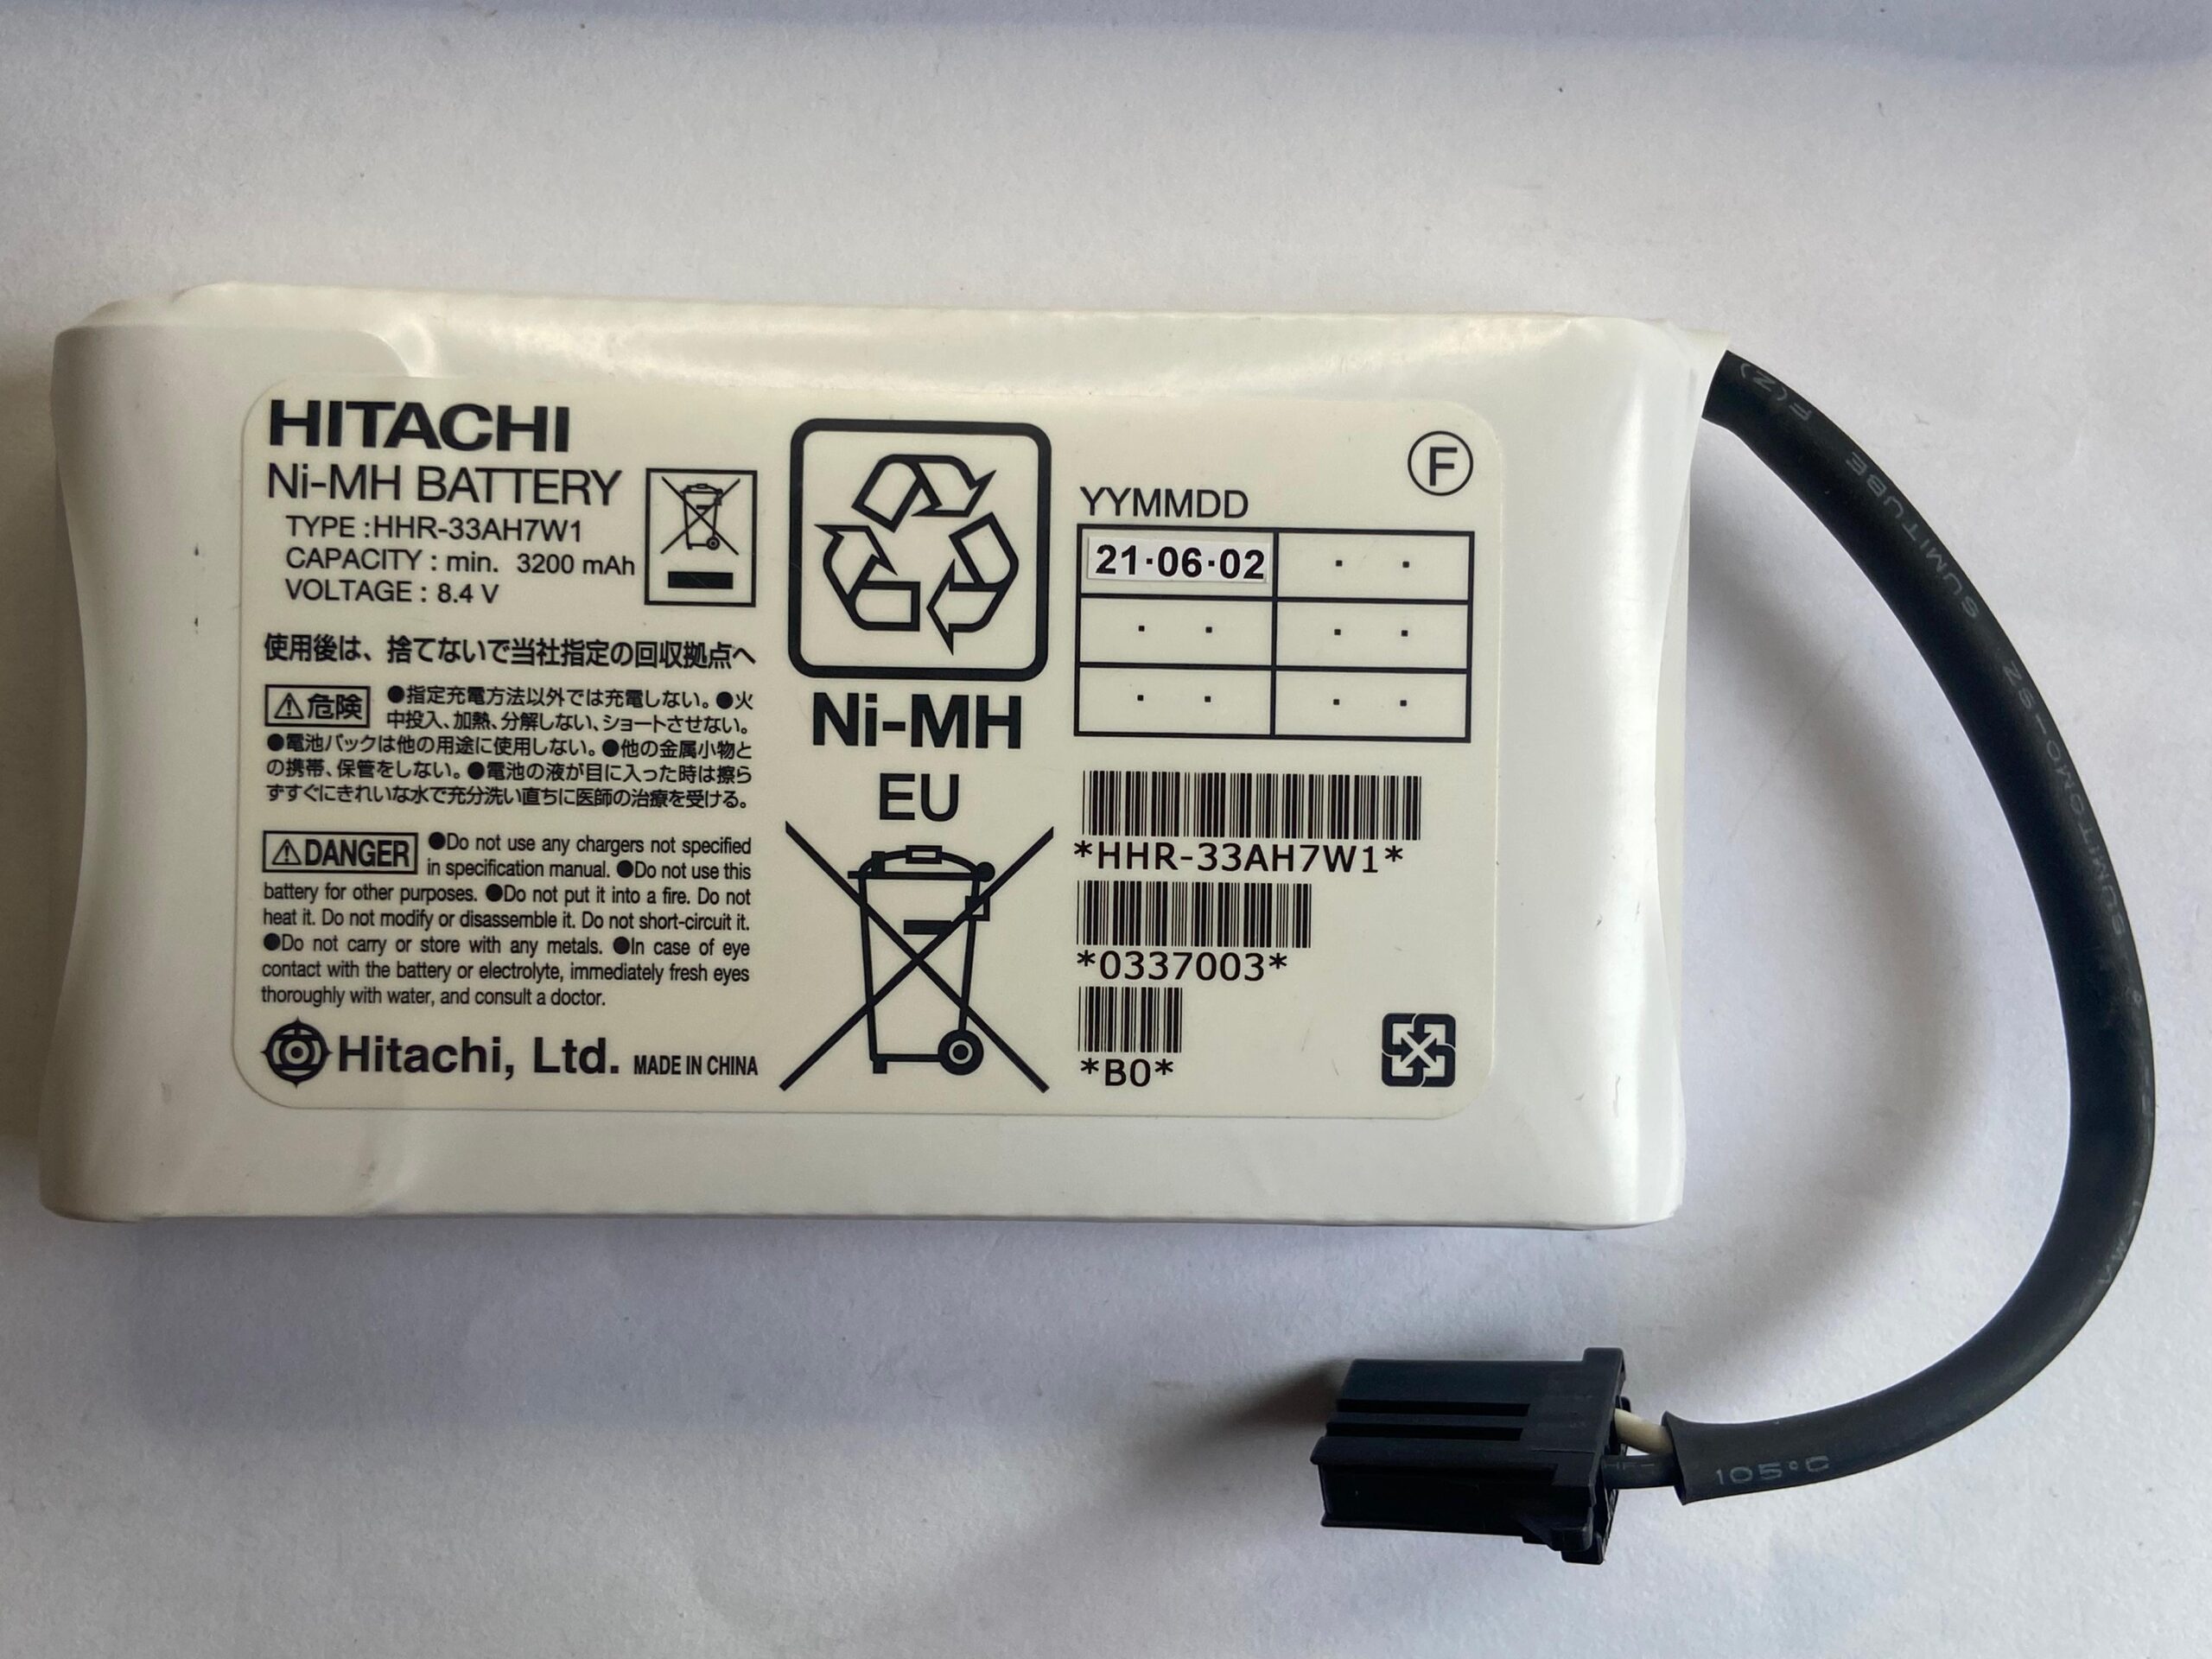 HITACHI
Ni-MH BATTERY
TYPE :HHR-33AH7W1
CAPACITY : min. 3200 mAh
VOLTAGE : 8.4 V
使用後は、捨てないで当社指定の回収拠点へ
⚠危険 ●指定充電方法以外では充電しない。●火
中投入、加熱、分解しない、ショートさせない。
●電池パックは他の用途に使用しない。●他の金属小物と
の携帯、保管をしない。●電池の液が目に入った時は擦ら
ずすぐにきれいな水で充分洗い直ちに医師の治療を受ける。
⚠DANGER ●Do not use any chargers not specified
in specification manual. ●Do not use this
battery for other purposes. ●Do not put it into a fire. Do not
heat it. Do not modify or disassemble it. Do not short-circuit it.
●Do not carry or store with any metals. ●In case of eye
contact with the battery or electrolyte, immediately fresh eyes
thoroughly with water, and consult a doctor.
Hitachi, Ltd. MADE IN CHINA
Ni-MH
EU
F
YYMMDD
21·06·02
*HHR-33AH7W1*
*0337003*
*B0*
F(Z)
SUMITUBE
SUMITOMO-SZ
105°C